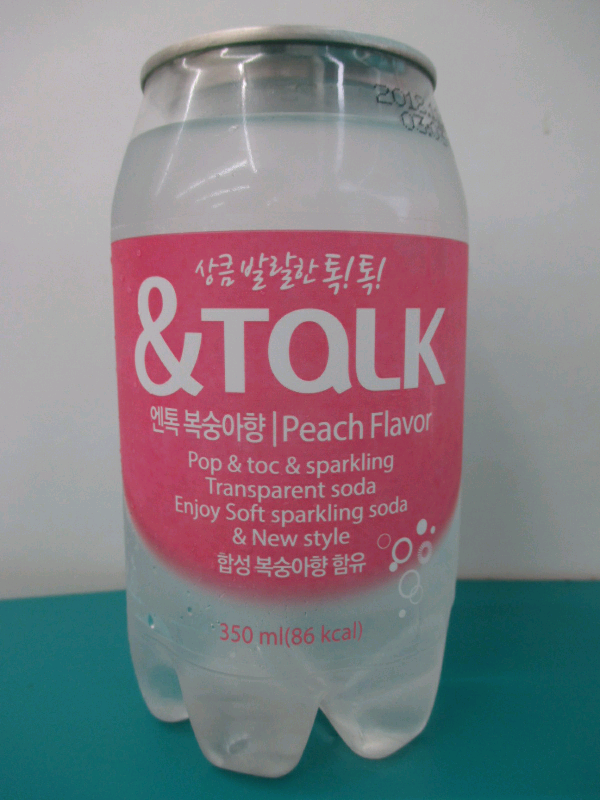 2012.
상큼발랄한 톡!톡!
&TALK
엔톡 복숭아향 | Peach Flavor
Pop & toc & sparkling
Transparent soda
Enjoy Soft sparkling soda
& New style
합성 복숭아향 함유
350 ml(86 kcal)